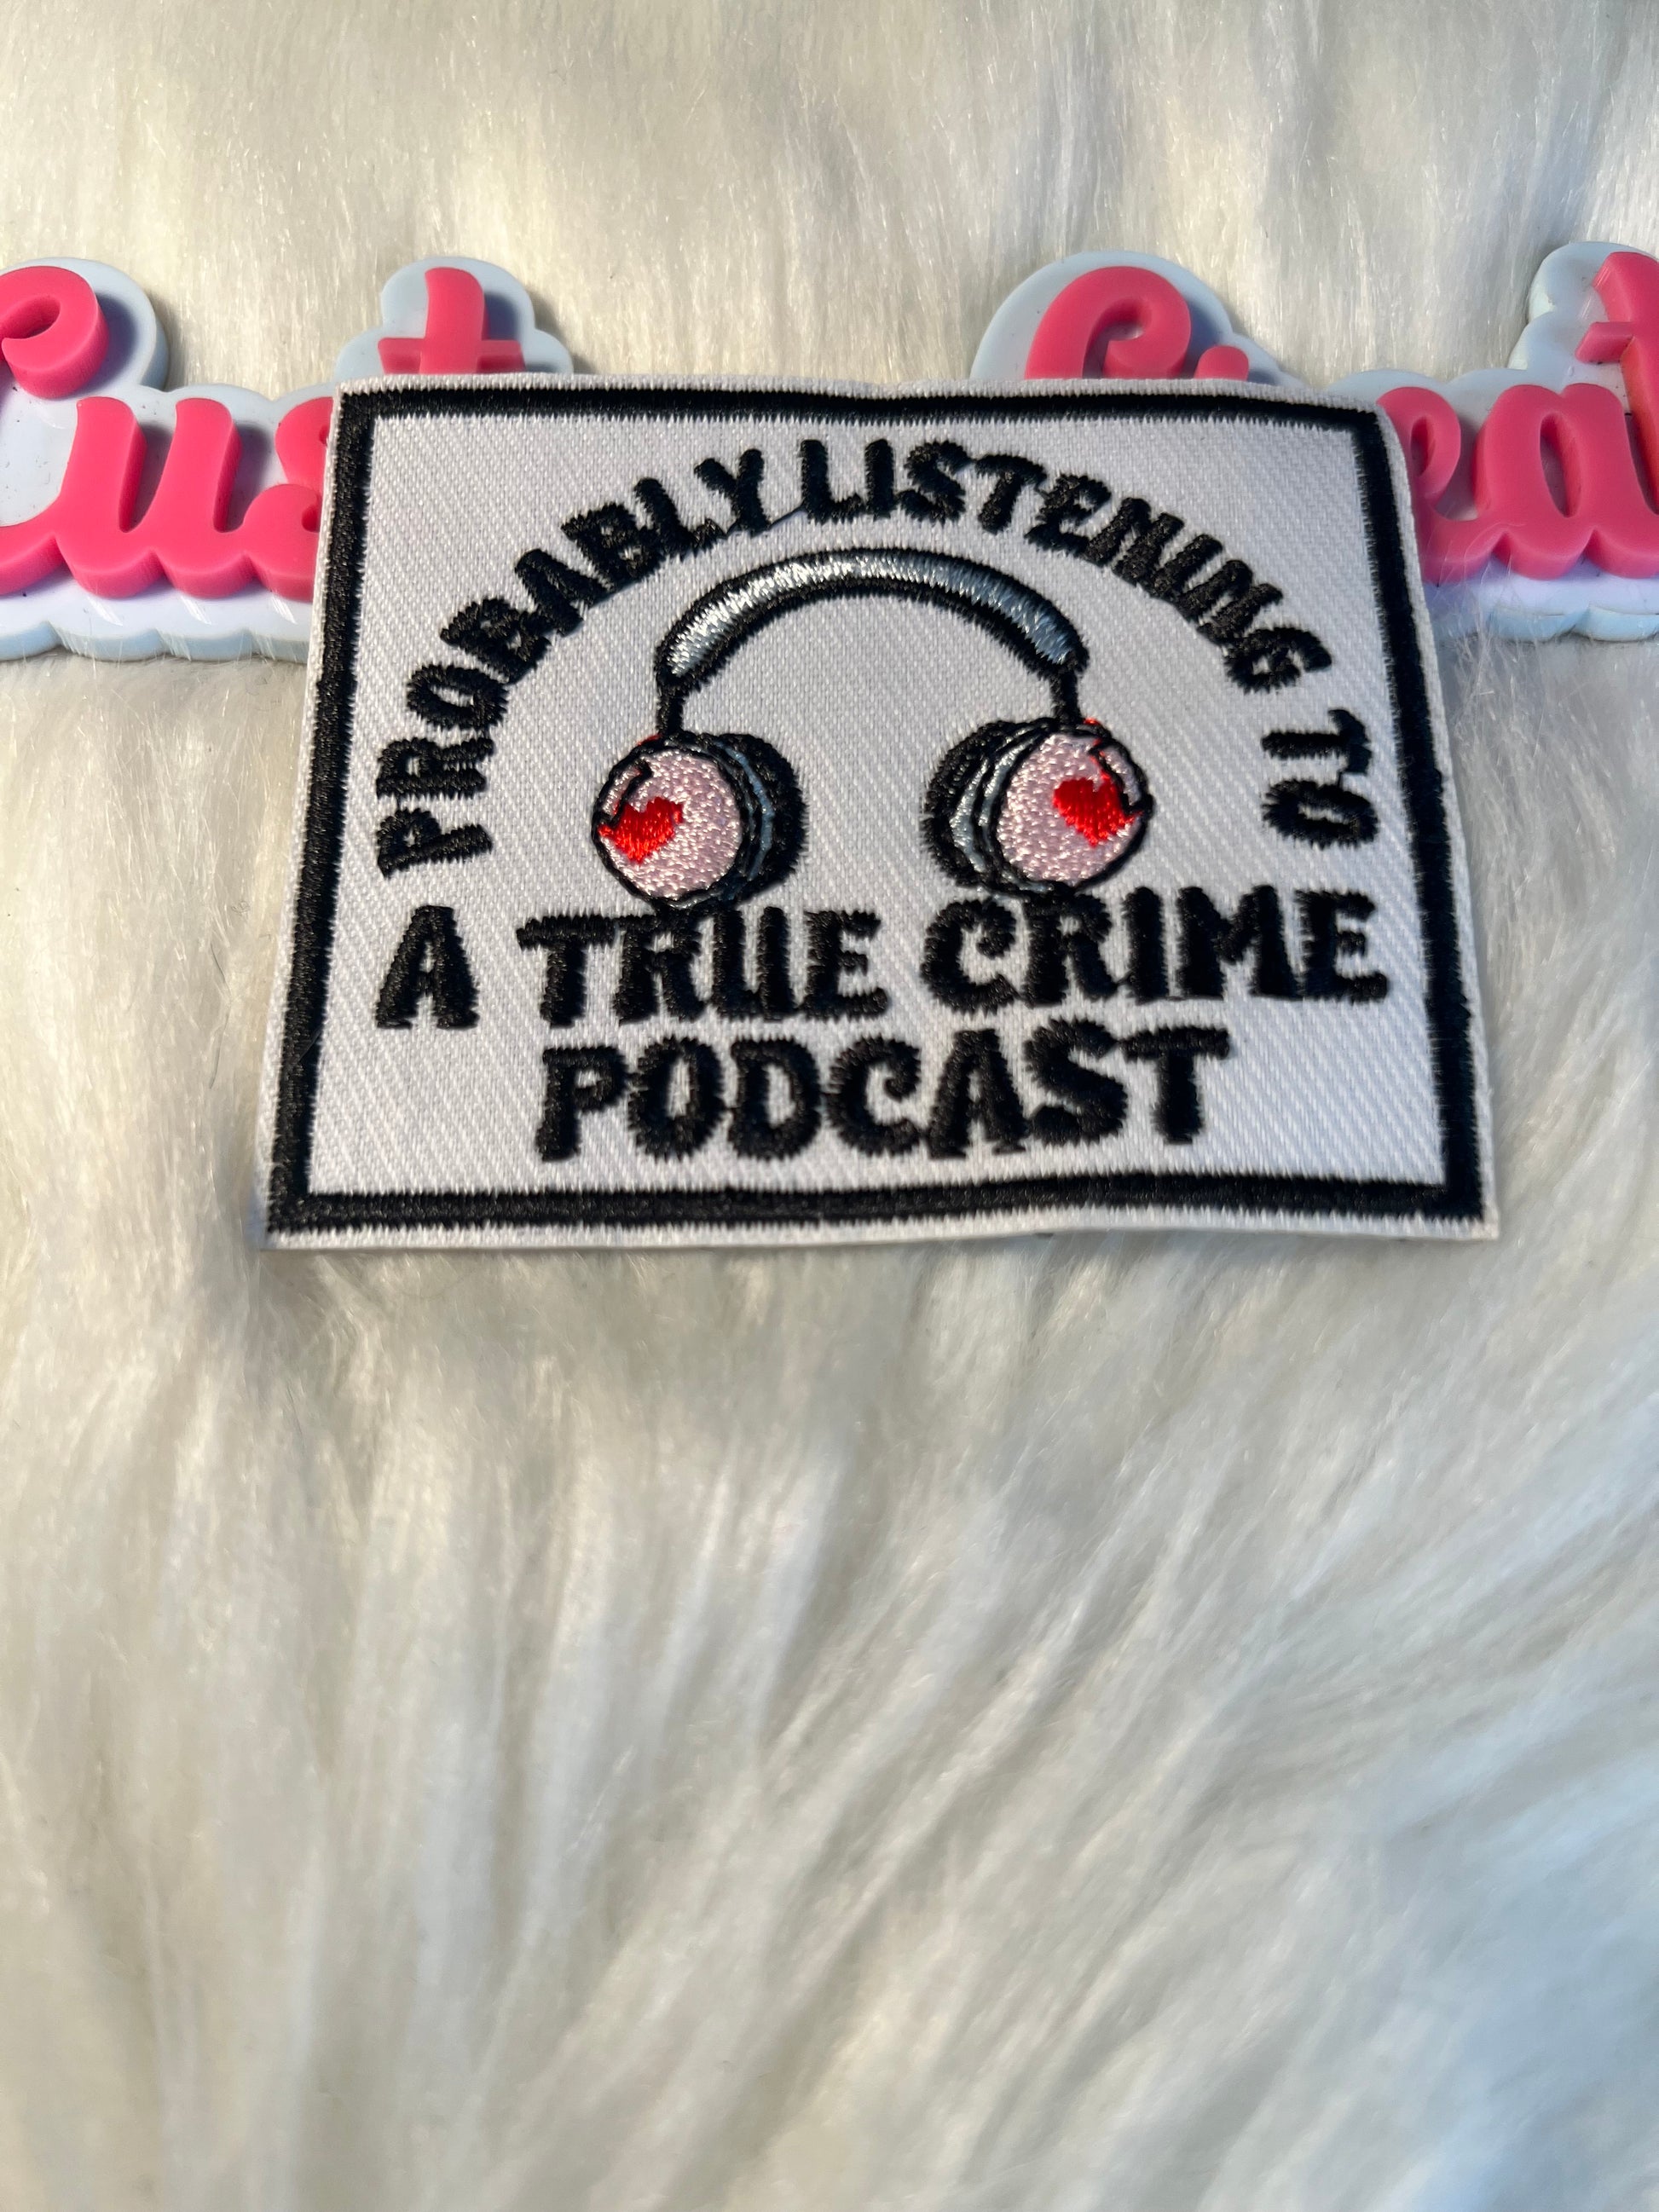 PROBABLY LISTENING TO
A TRUE CRIME
PODCAST